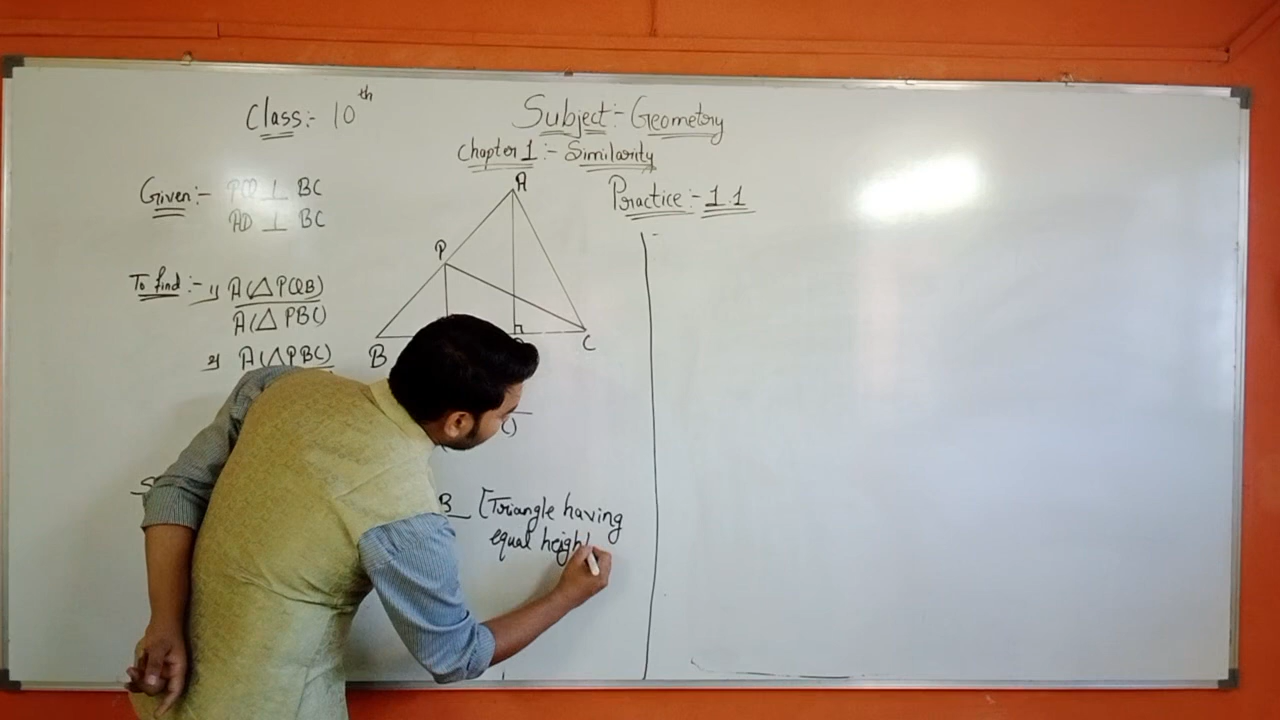 Class:- 10th
Subject:- Geometry
Chapter 1 :- Similarity
Practice:- 1.1
Given:- PQ ⊥ BC
AD ⊥ BC
A
P
B
C
To find:- 1) A(△PQB)
A(△PBC)
2) A(△PBC)
C)
B [Triangle having
equal height